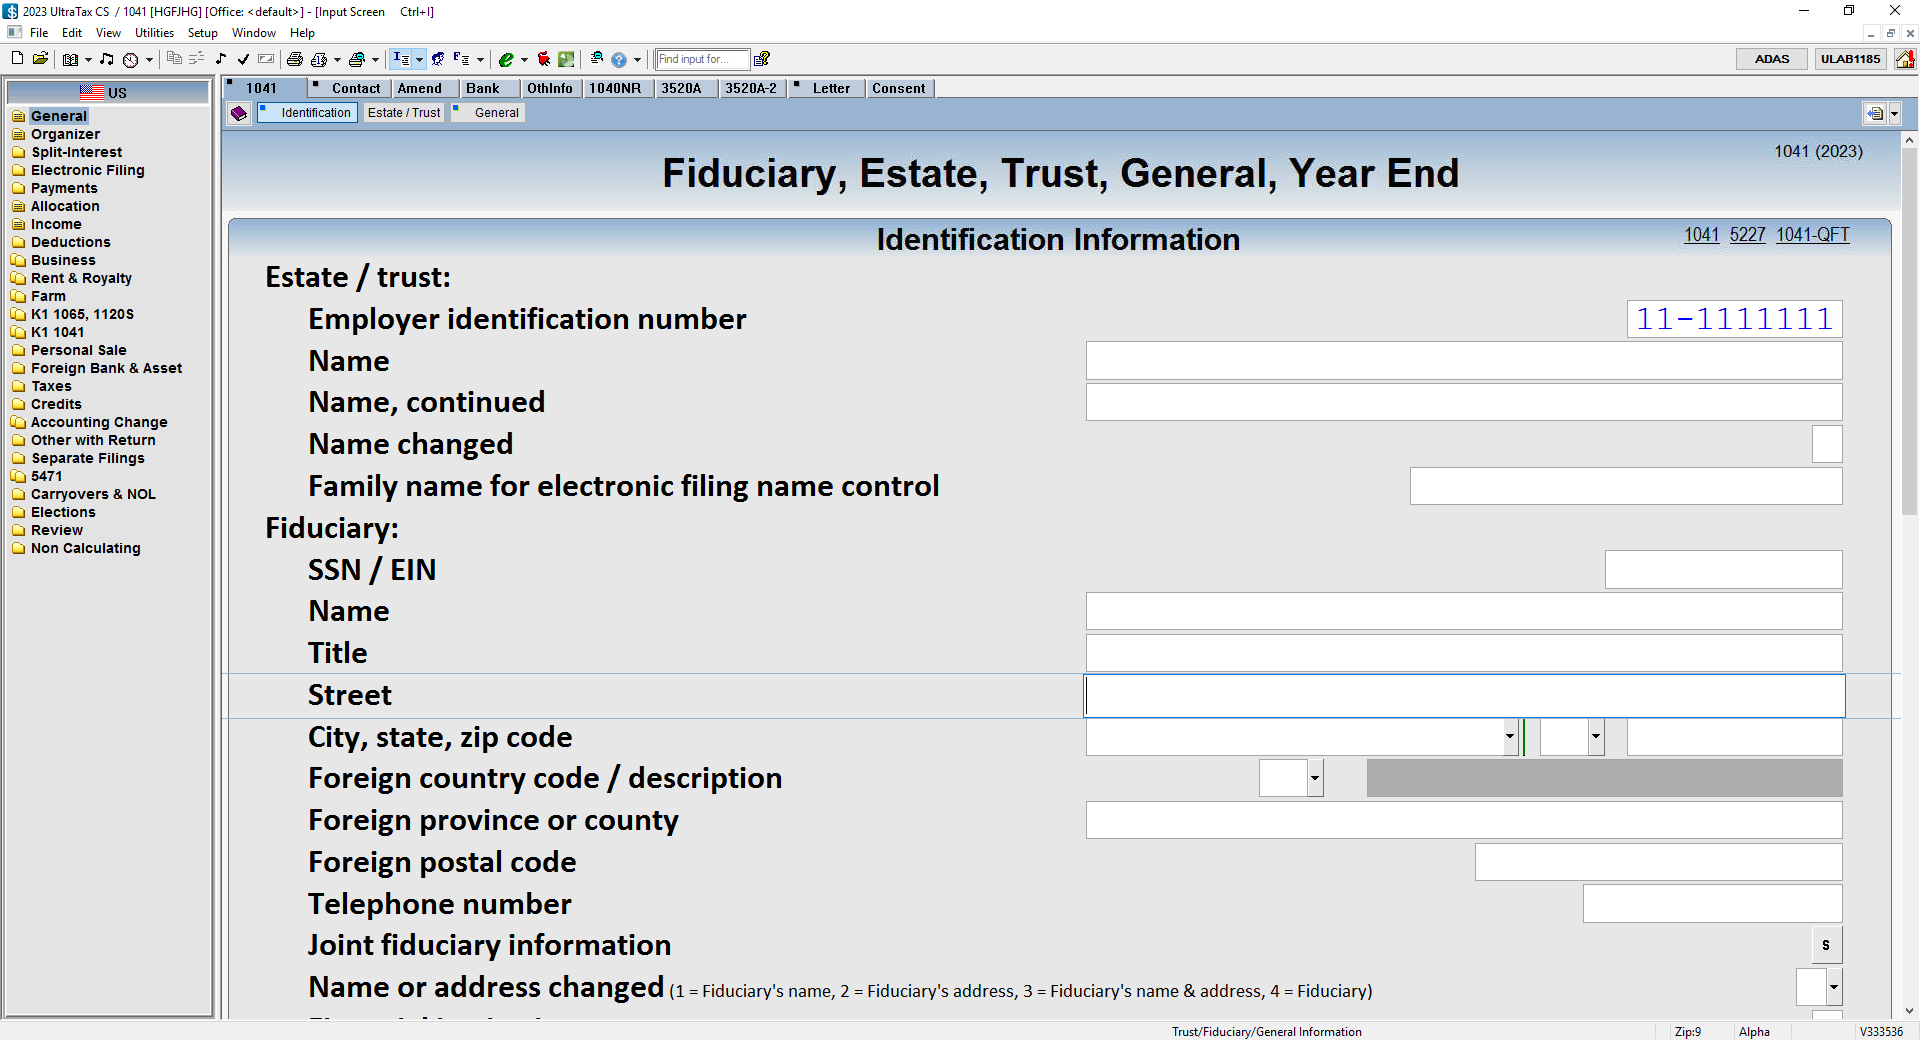 2023 UltraTax CS / 1041 [HGFJHG] [Office: <default>] - [Input Screen Ctrl+I]
File Edit View Utilities Setup Window Help
Find input for...
ADAS ULAB1185
US
General
Organizer
Split-Interest
Electronic Filing
Payments
Allocation
Income
Deductions
Business
Rent & Royalty
Farm
K1 1065, 1120S
K1 1041
Personal Sale
Foreign Bank & Asset
Taxes
Credits
Accounting Change
Other with Return
Separate Filings
5471
Carryovers & NOL
Elections
Review
Non Calculating
1041 Contact Amend Bank OthInfo 1040NR 3520A 3520A-2 Letter Consent
Identification Estate / Trust General
1041 (2023)
Fiduciary, Estate, Trust, General, Year End
Identification Information
1041 5227 1041-QFT
Estate / trust:
Employer identification number 11-1111111
Name
Name, continued
Name changed
Family name for electronic filing name control
Fiduciary:
SSN / EIN
Name
Title
Street
City, state, zip code
Foreign country code / description
Foreign province or county
Foreign postal code
Telephone number
Joint fiduciary information S
Name or address changed (1 = Fiduciary's name, 2 = Fiduciary's address, 3 = Fiduciary's name & address, 4 = Fiduciary)
Trust/Fiduciary/General Information Zip:9 Alpha V333536